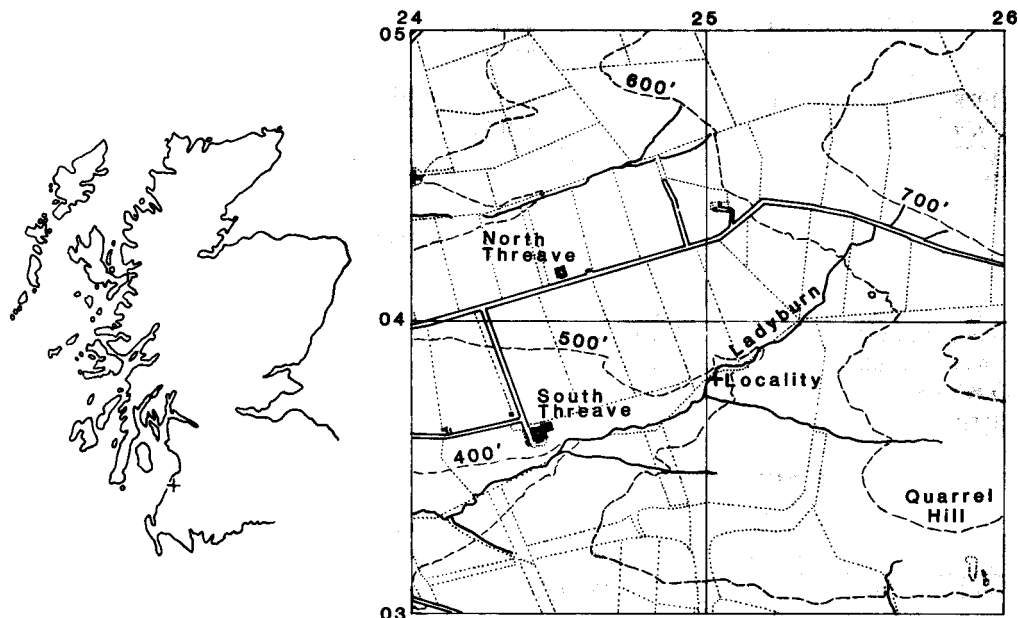 24 25 26
05
600'
700'
North
Threave
04
Ladyburn
500'
Locality
South
Threave
400'
Quarrel
Hill
03